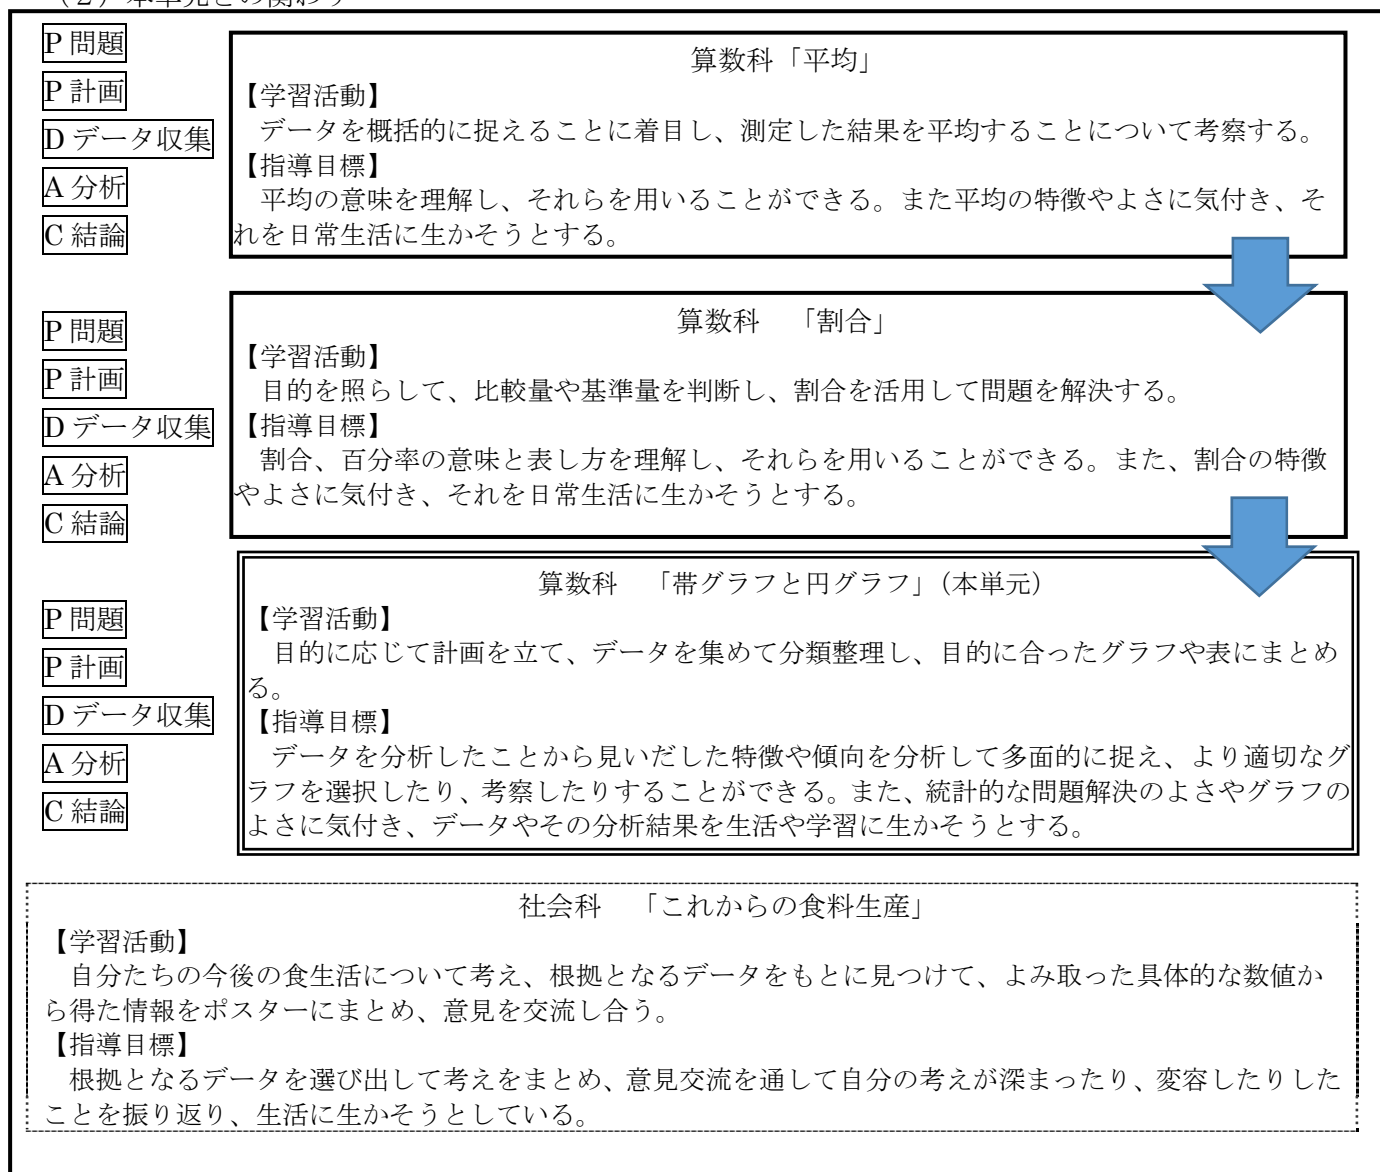 P 問題
P 計画
D データ収集
A 分析
C 結論
算数科「平均」
【学習活動】
データを概括的に捉えることに着目し、測定した結果を平均することについて考察する。
【指導目標】
平均の意味を理解し、それらを用いることができる。また平均の特徴やよさに気付き、そ
れを日常生活に生かそうとする。
P 問題
P 計画
D データ収集
A 分析
C 結論
算数科 「割合」
【学習活動】
目的を照らして、比較量や基準量を判断し、割合を活用して問題を解決する。
【指導目標】
割合、百分率の意味と表し方を理解し、それらを用いることができる。また、割合の特徴
やよさに気付き、それを日常生活に生かそうとする。
P 問題
P 計画
D データ収集
A 分析
C 結論
算数科 「帯グラフと円グラフ」（本単元）
【学習活動】
目的に応じて計画を立て、データを集めて分類整理し、目的に合ったグラフや表にまとめ
る。
【指導目標】
データを分析したことから見いだした特徴や傾向を分析して多面的に捉え、より適切なグ
ラフを選択したり、考察したりすることができる。また、統計的な問題解決のよさやグラフの
よさに気付き、データやその分析結果を生活や学習に生かそうとする。
社会科 「これからの食料生産」
【学習活動】
自分たちの今後の食生活について考え、根拠となるデータをもとに見つけて、よみ取った具体的な数値か
ら得た情報をポスターにまとめ、意見を交流し合う。
【指導目標】
根拠となるデータを選び出して考えをまとめ、意見交流を通して自分の考えが深まったり、変容したりした
ことを振り返り、生活に生かそうとしている。